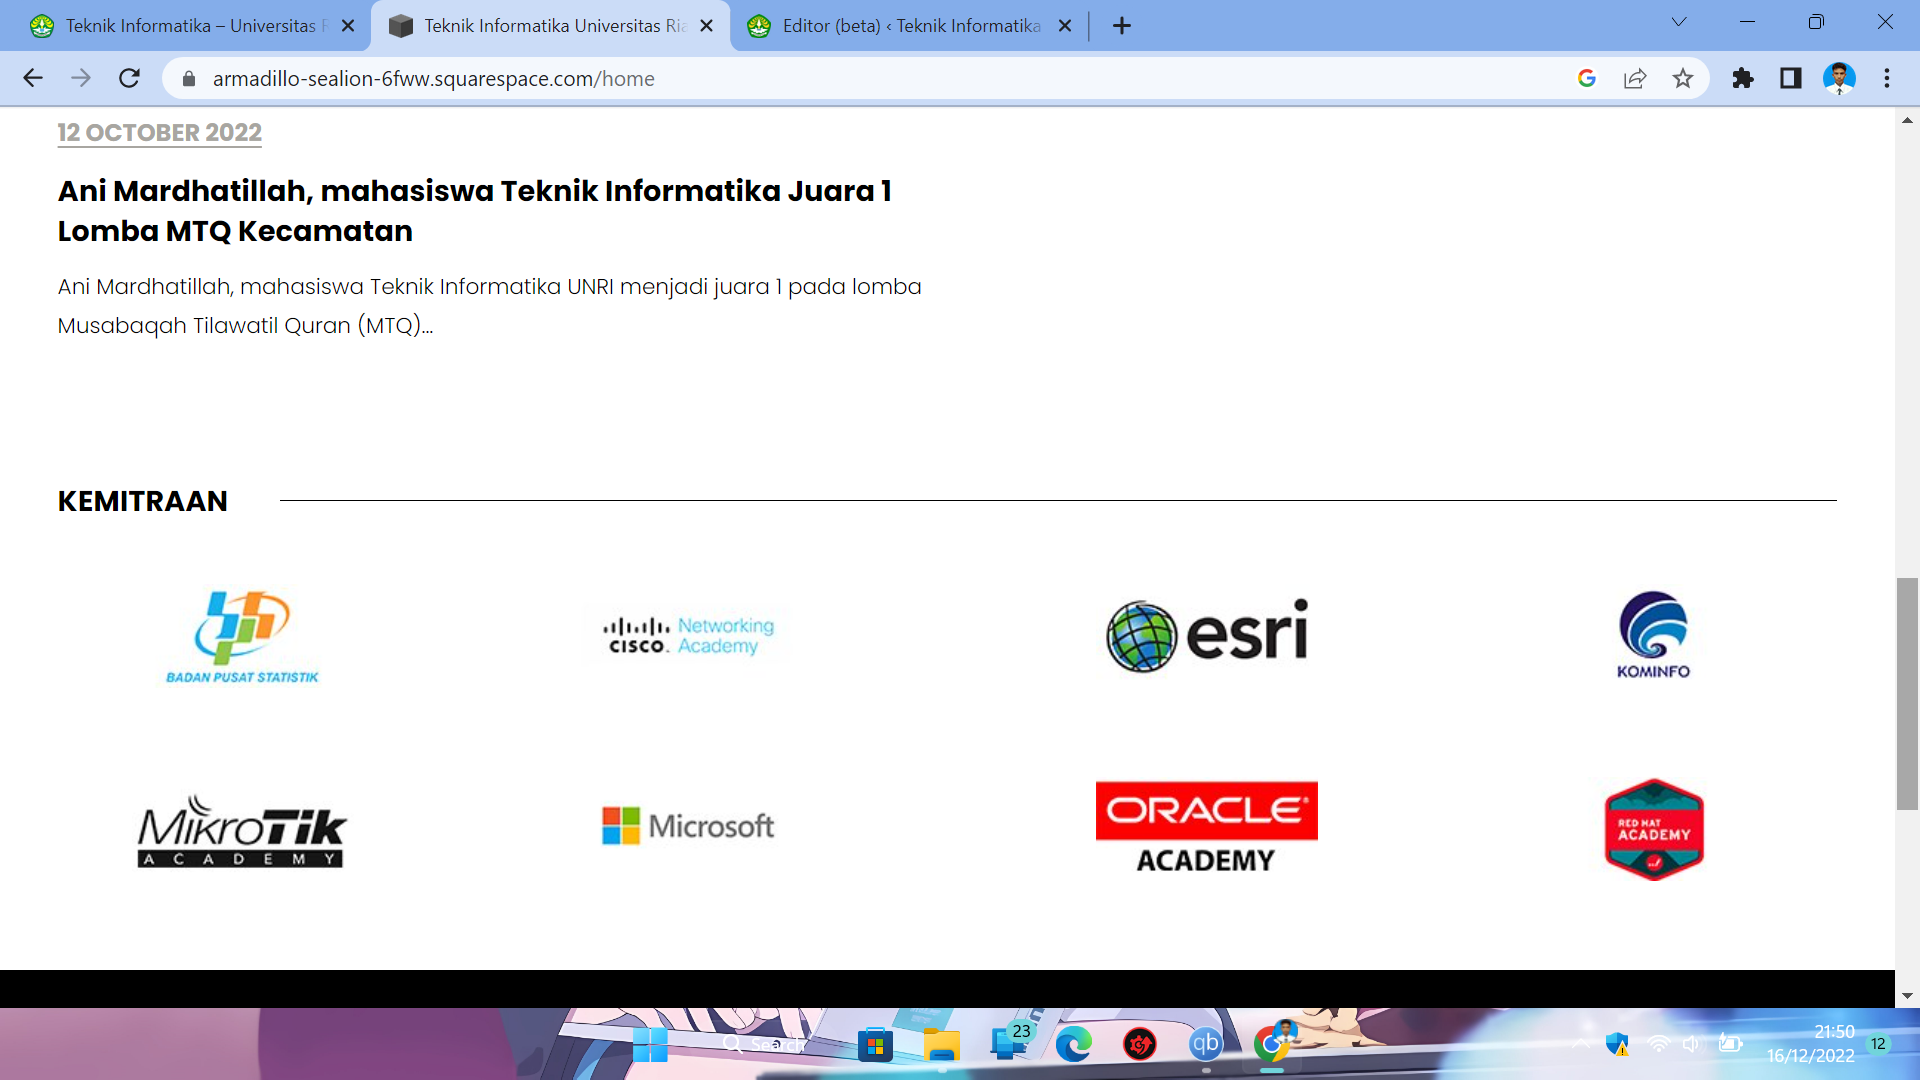 Teknik Informatika – Universitas R
Teknik Informatika Universitas Ria
Editor (beta) ‹ Teknik Informatika
armadillo-sealion-6fww.squarespace.com/home
12 OCTOBER 2022
Ani Mardhatillah, mahasiswa Teknik Informatika Juara 1
Lomba MTQ Kecamatan
Ani Mardhatillah, mahasiswa Teknik Informatika UNRI menjadi juara 1 pada lomba
Musabaqah Tilawatil Quran (MTQ)...
KEMITRAAN
BADAN PUSAT STATISTIK
CISCO. Networking
Academy
esri
KOMINFO
MikroTik
ACADEMY
Microsoft
ORACLE®
ACADEMY
RED HAT
ACADEMY
Search
23
qb
21:50
16/12/2022
12